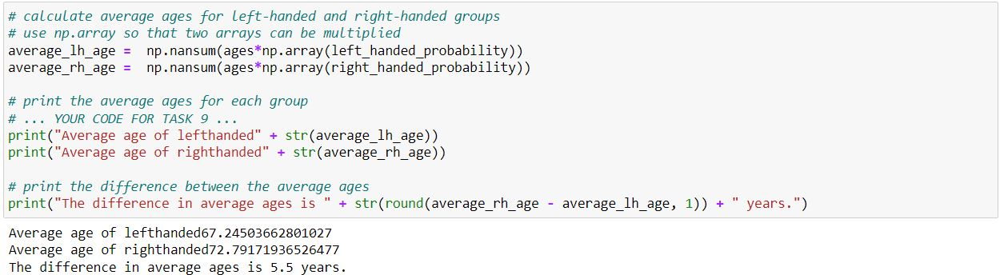 # calculate average ages for left-handed and right-handed groups
# use np.array so that two arrays can be multiplied
average_lh_age =  np.nansum(ages*np.array(left_handed_probability))
average_rh_age =  np.nansum(ages*np.array(right_handed_probability))
# print the average ages for each group
# ... YOUR CODE FOR TASK 9 ...
print("Average age of lefthanded" + str(average_lh_age))
print("Average age of righthanded" + str(average_rh_age))
# print the difference between the average ages
print("The difference in average ages is " + str(round(average_rh_age - average_lh_age, 1)) + " years.")
Average age of lefthanded67.24503662801027
Average age of righthanded72.79171936526477
The difference in average ages is 5.5 years.